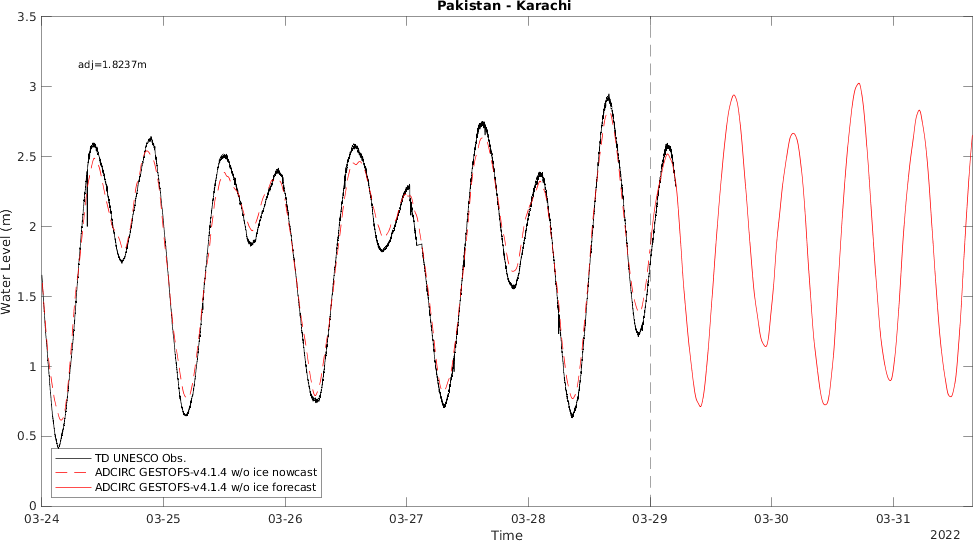 Pakistan - Karachi
3.5
3
2.5
2
1.5
1
0.5
0
Water Level (m)
adj=1.8237m
TD UNESCO Obs.
ADCIRC GESTOFS-v4.1.4 w/o ice nowcast
ADCIRC GESTOFS-v4.1.4 w/o ice forecast
03-24 03-25 03-26 03-27 03-28 03-29 03-30 03-31
Time
2022